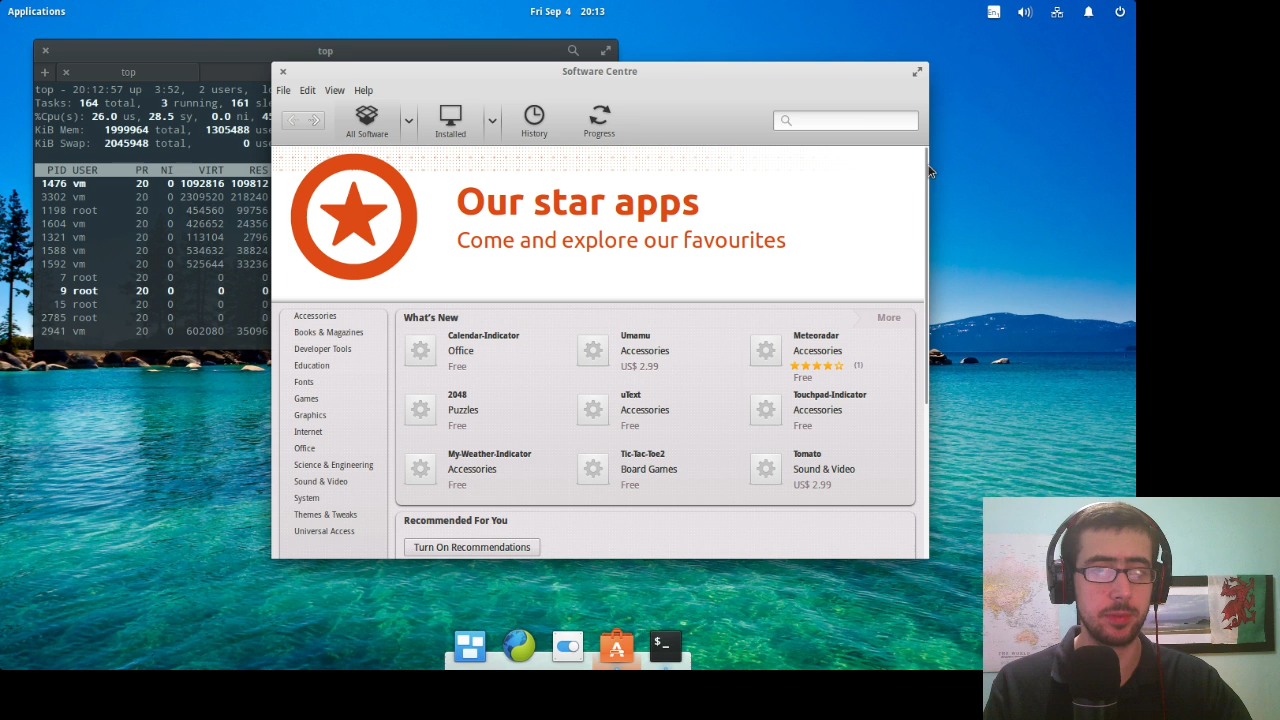 Applications
Fri Sep 4 20:13
En₁
top
top
top - 20:12:57 up 3:52, 2 users, lo
Tasks: 164 total, 3 running, 161 sle
%Cpu(s): 26.0 us, 28.5 sy, 0.0 ni, 45
KiB Mem: 1999964 total, 1305488 use
KiB Swap: 2045948 total, 0 use
PID USER PR NI VIRT RES
1476 vm 20 0 1092816 109812
3302 vm 20 0 2309520 218240
1198 root 20 0 454560 99756
1604 vm 20 0 426652 24356
1321 vm 20 0 113104 2796
1588 vm 20 0 534632 38824
1592 vm 20 0 525644 33236
7 root 20 0 0 0
9 root 20 0 0 0
15 root 20 0 0 0
2785 root 20 0 0 0
2941 vm 20 0 602080 35096
Software Centre
File Edit View Help
All Software
Installed
History
Progress
Our star apps
Come and explore our favourites
Accessories
Books & Magazines
Developer Tools
Education
Fonts
Games
Graphics
Internet
Office
Science & Engineering
Sound & Video
System
Themes & Tweaks
Universal Access
What's New
More
Calendar-Indicator
Office
Free
Umamu
Accessories
US$ 2.99
Meteoradar
Accessories
(1)
Free
2048
Puzzles
Free
uText
Accessories
Free
Touchpad-Indicator
Accessories
Free
My-Weather-Indicator
Accessories
Free
Tic-Tac-Toe2
Board Games
Free
Tomato
Sound & Video
US$ 2.99
Recommended For You
Turn On Recommendations
THE WORLD